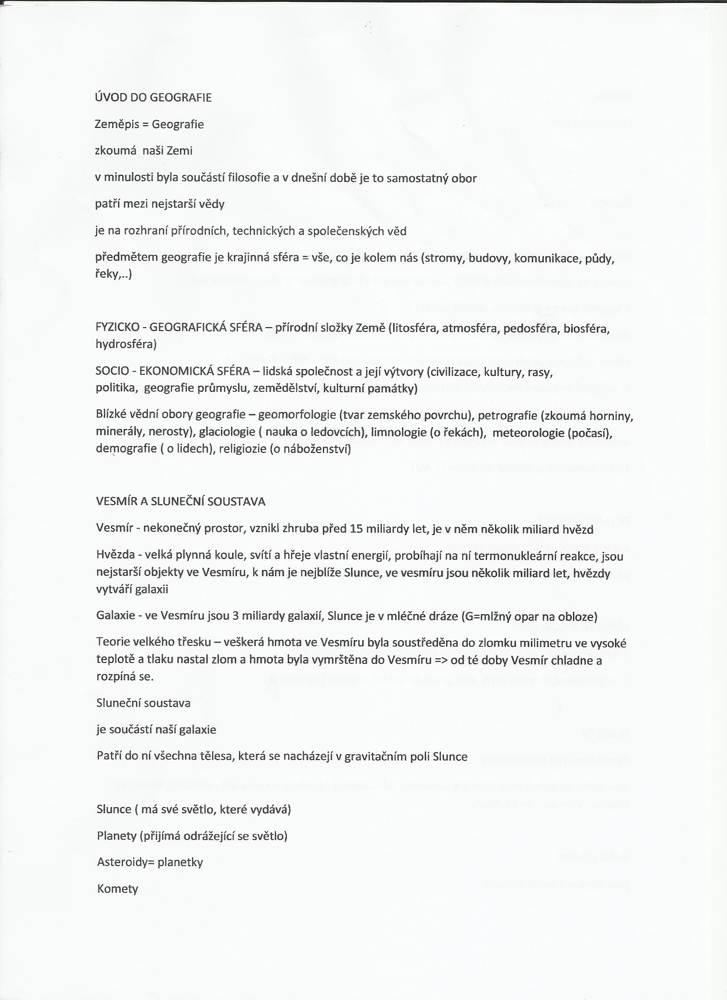 ÚVOD DO GEOGRAFIE
Zeměpis = Geografie
zkoumá  naši Zemi
v minulosti byla součástí filosofie a v dnešní době je to samostatný obor
patří mezi nejstarší vědy
je na rozhraní přírodních, technických a společenských věd
předmětem geografie je krajinná sféra = vše, co je kolem nás (stromy, budovy, komunikace, půdy,
řeky,..)
FYZICKO - GEOGRAFICKÁ SFÉRA – přírodní složky Země (litosféra, atmosféra, pedosféra, biosféra,
hydrosféra)
SOCIO - EKONOMICKÁ SFÉRA – lidská společnost a její výtvory (civilizace, kultury, rasy,
politika,  geografie průmyslu, zemědělství, kulturní památky)
Blízké vědní obory geografie – geomorfologie (tvar zemského povrchu), petrografie (zkoumá horniny,
minerály, nerosty), glaciologie ( nauka o ledovcích), limnologie (o řekách),  meteorologie (počasí),
demografie ( o lidech), religiozie (o náboženství)
VESMÍR A SLUNEČNÍ SOUSTAVA
Vesmír - nekonečný prostor, vznikl zhruba před 15 miliardy let, je v něm několik miliard hvězd
Hvězda - velká plynná koule, svítí a hřeje vlastní energií, probíhají na ní termonukleární reakce, jsou
nejstarší objekty ve Vesmíru, k nám je nejblíže Slunce, ve vesmíru jsou několik miliard let, hvězdy
vytváří galaxii
Galaxie - ve Vesmíru jsou 3 miliardy galaxií, Slunce je v mléčné dráze (G=mlžný opar na obloze)
Teorie velkého třesku – veškerá hmota ve Vesmíru byla soustředěna do zlomku milimetru ve vysoké
teplotě a tlaku nastal zlom a hmota byla vymrštěna do Vesmíru => od té doby Vesmír chladne a
rozpíná se.
Sluneční soustava
je součástí naší galaxie
Patří do ní všechna tělesa, která se nacházejí v gravitačním poli Slunce
Slunce ( má své světlo, které vydává)
Planety (přijímá odrážející se světlo)
Asteroidy= planetky
Komety